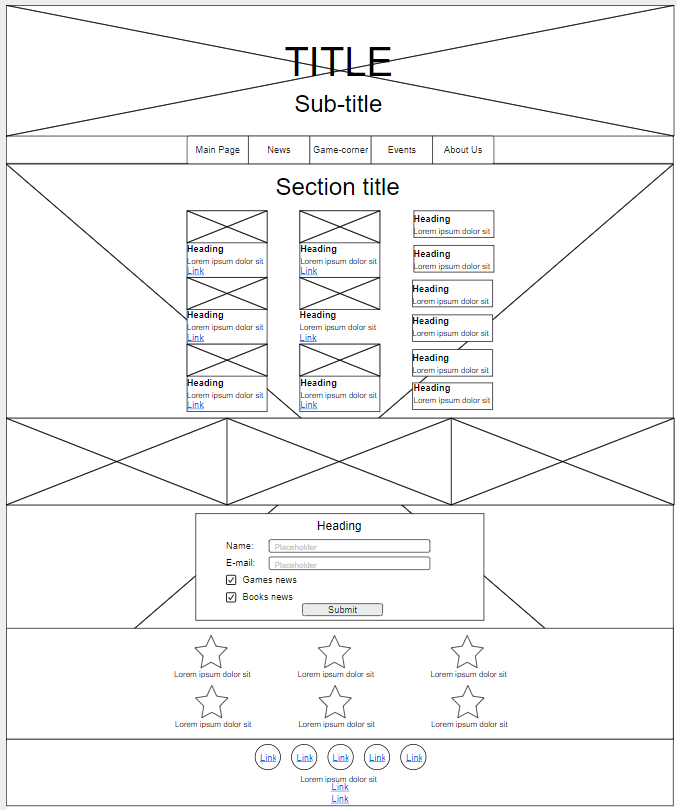 TITLE
Sub-title
Main Page News Game-corner Events About Us
Section title
Heading
Lorem ipsum dolor sit
Link
Heading
Lorem ipsum dolor sit
Link
Heading
Lorem ipsum dolor sit
Link
Heading
Lorem ipsum dolor sit
Link
Heading
Lorem ipsum dolor sit
Link
Heading
Lorem ipsum dolor sit
Link
Heading
Lorem ipsum dolor sit
Heading
Lorem ipsum dolor sit
Heading
Lorem ipsum dolor sit
Heading
Lorem ipsum dolor sit
Heading
Lorem ipsum dolor sit
Heading
Lorem ipsum dolor sit
Heading
Name: Placeholder
E-mail: Placeholder
Games news
Books news
Submit
Lorem ipsum dolor sit Lorem ipsum dolor sit Lorem ipsum dolor sit
Lorem ipsum dolor sit Lorem ipsum dolor sit Lorem ipsum dolor sit
Link Link Link Link Link
Lorem ipsum dolor sit
Link
Link